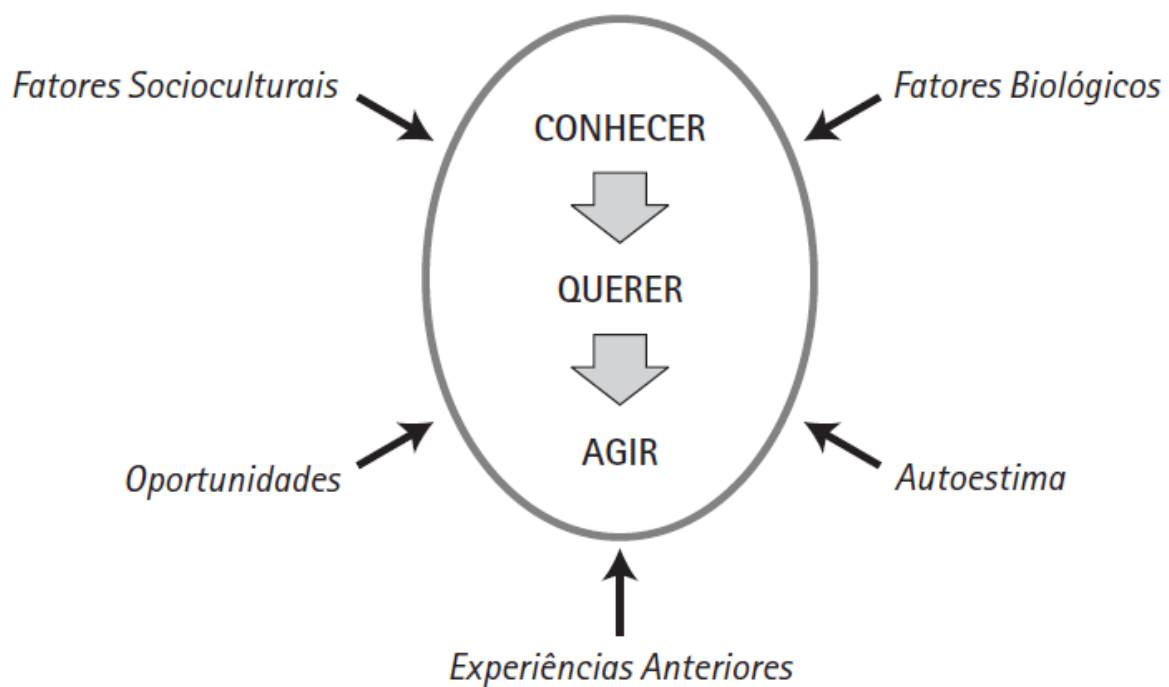 Fatores Socioculturais
Fatores Biológicos
CONHECER
QUERER
AGIR
Oportunidades
Autoestima
Experiências Anteriores